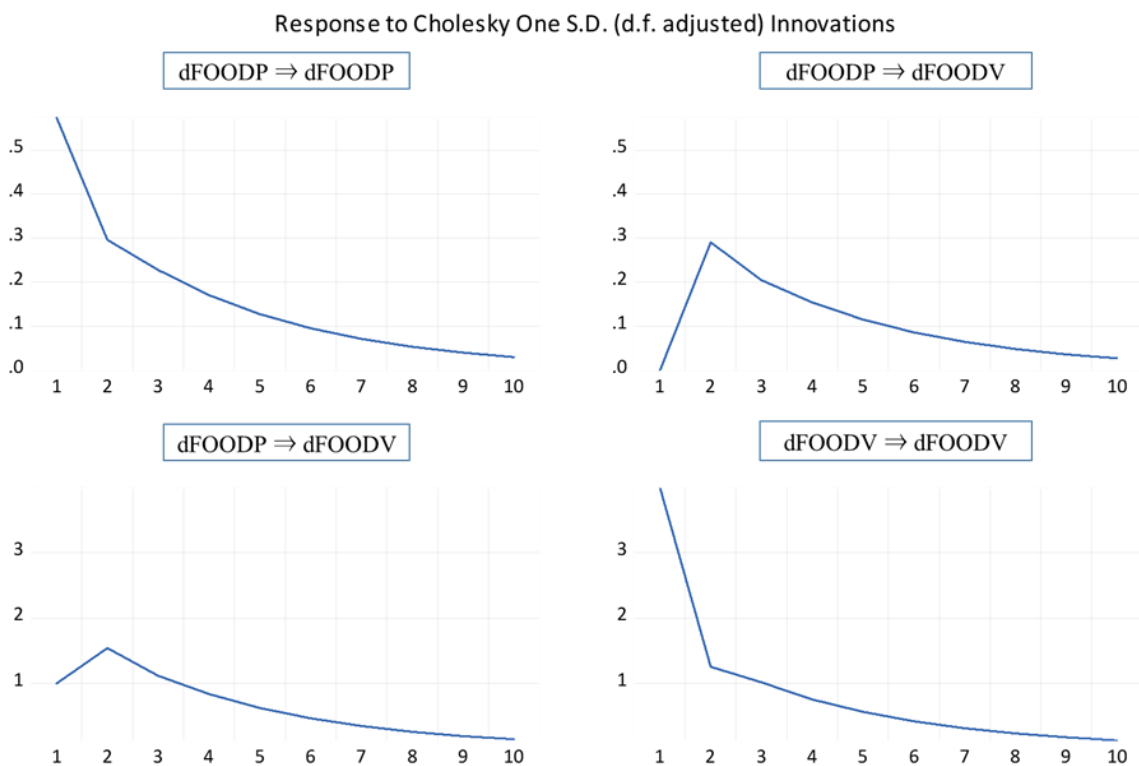 Response to Cholesky One S.D. (d.f. adjusted) Innovations
dFOODP ⇒ dFOODP
.5
.4
.3
.2
.1
.0
1 2 3 4 5 6 7 8 9 10
dFOODP ⇒ dFOODV
.5
.4
.3
.2
.1
.0
1 2 3 4 5 6 7 8 9 10
dFOODP ⇒ dFOODV
3
2
1
1 2 3 4 5 6 7 8 9 10
dFOODV ⇒ dFOODV
3
2
1
1 2 3 4 5 6 7 8 9 10